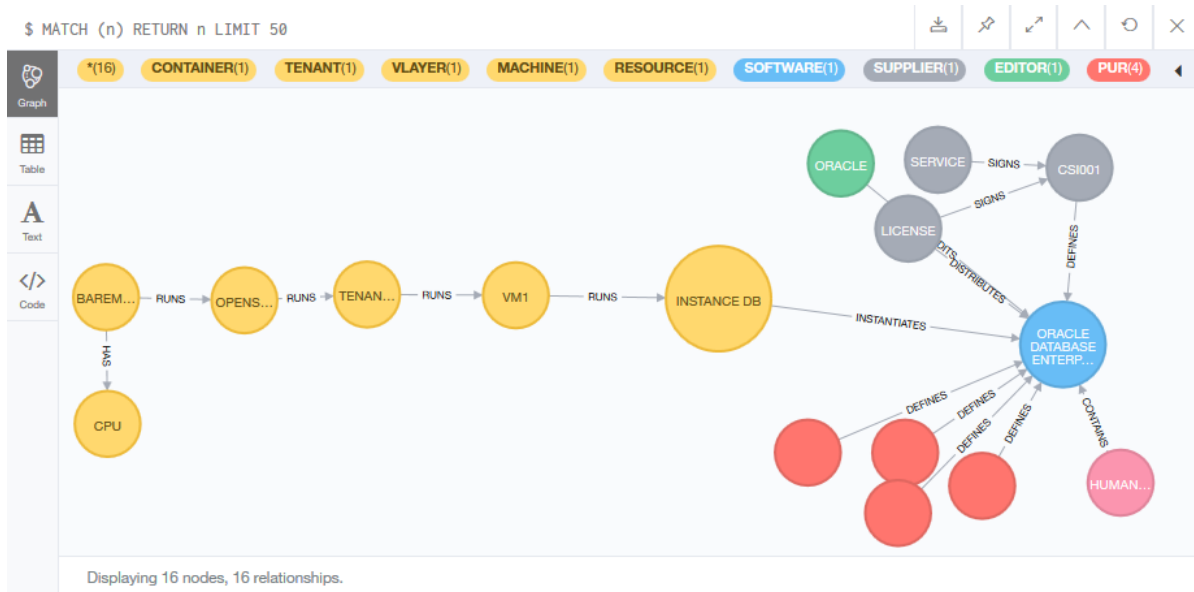 $ MATCH (n) RETURN n LIMIT 50
*(16) CONTAINER(1) TENANT(1) VLAYER(1) MACHINE(1) RESOURCE(1) SOFTWARE(1) SUPPLIER(1) EDITOR(1) PUR(4)
Graph
Table
A
Text
</>
Code
ORACLE
SERVICE
SIGNS
CSI001
SIGNS
LICENSE
DEFINES
DITS
DISTRIBUTES
BAREM...
RUNS
OPENS...
RUNS
TENAN...
RUNS
VM1
RUNS
INSTANCE DB
INSTANTIATES
ORACLE
DATABASE
ENTERP...
HAS
CPU
DEFINES
DEFINES
DEFINES
DEFINES
CONTAINS
HUMAN...
Displaying 16 nodes, 16 relationships.